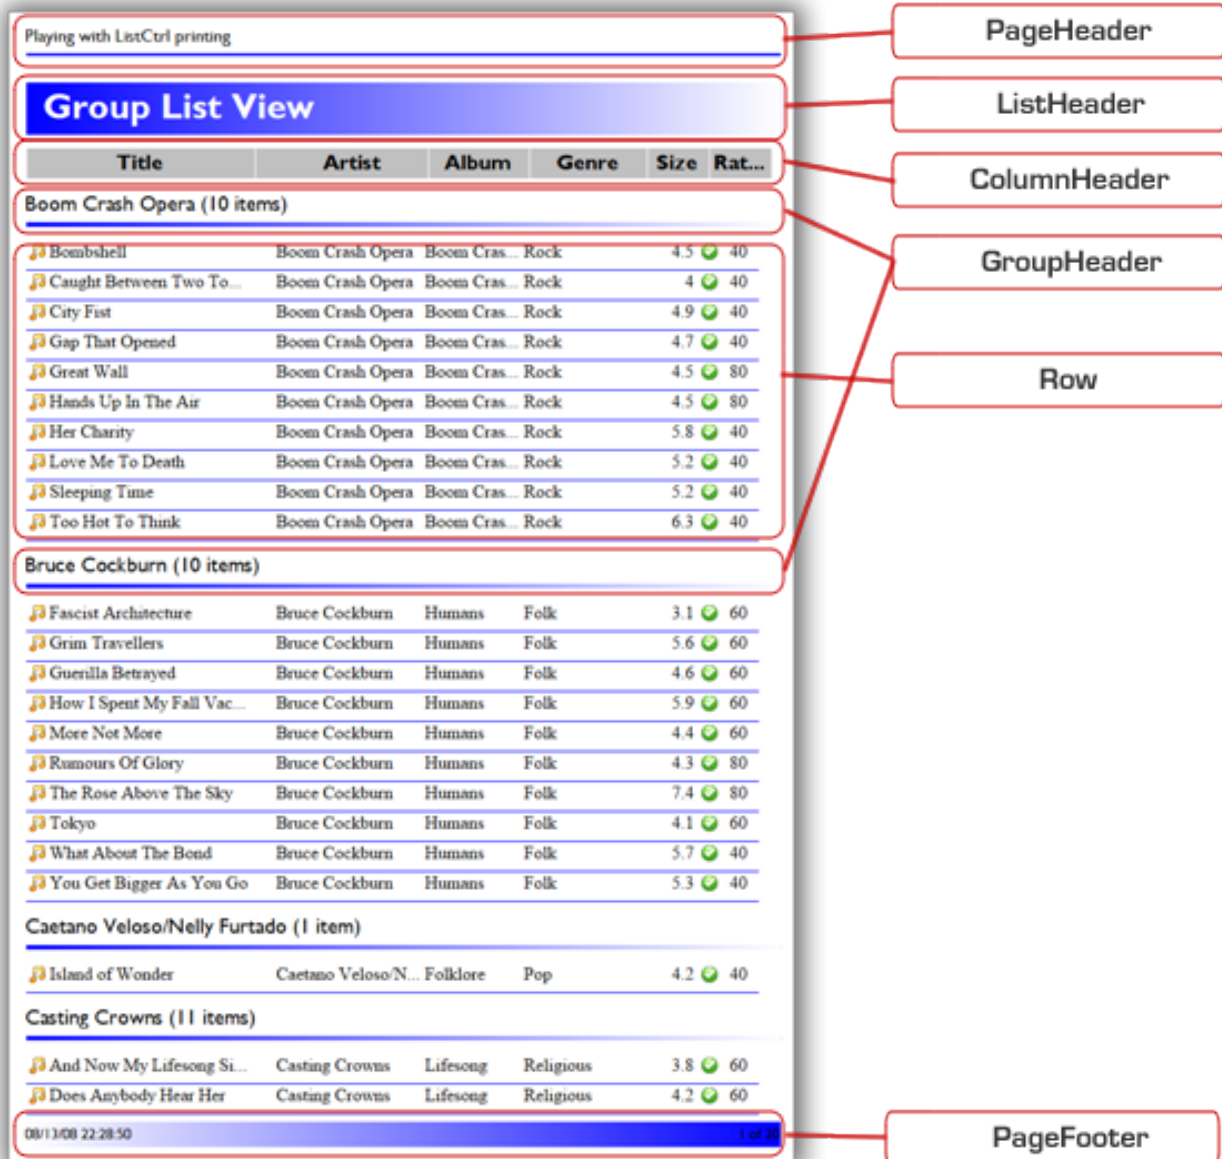 Playing with ListCtrl printing PageHeader
Group List View ListHeader
Title Artist Album Genre Size Rat...
ColumnHeader
Boom Crash Opera (10 items)
GroupHeader
Bombshell Boom Crash Opera Boom Cras... Rock 4.5 40
Caught Between Two To... Boom Crash Opera Boom Cras... Rock 4 40
City Fist Boom Crash Opera Boom Cras... Rock 4.9 40
Gap That Opened Boom Crash Opera Boom Cras... Rock 4.7 40
Great Wall Boom Crash Opera Boom Cras... Rock 4.5 80
Row
Hands Up In The Air Boom Crash Opera Boom Cras... Rock 4.5 80
Her Charity Boom Crash Opera Boom Cras... Rock 5.8 40
Love Me To Death Boom Crash Opera Boom Cras... Rock 5.2 40
Sleeping Time Boom Crash Opera Boom Cras... Rock 5.2 40
Too Hot To Think Boom Crash Opera Boom Cras... Rock 6.3 40
Bruce Cockburn (10 items)
Fascist Architecture Bruce Cockburn Humans Folk 3.1 60
Grim Travellers Bruce Cockburn Humans Folk 5.6 60
Guerilla Betrayed Bruce Cockburn Humans Folk 4.6 60
How I Spent My Fall Vac... Bruce Cockburn Humans Folk 5.9 60
More Not More Bruce Cockburn Humans Folk 4.4 60
Rumours Of Glory Bruce Cockburn Humans Folk 4.3 80
The Rose Above The Sky Bruce Cockburn Humans Folk 7.4 80
Tokyo Bruce Cockburn Humans Folk 4.1 60
What About The Bond Bruce Cockburn Humans Folk 5.7 40
You Get Bigger As You Go Bruce Cockburn Humans Folk 5.3 40
Caetano Veloso/Nelly Furtado (1 item)
Island of Wonder Caetano Veloso/N... Folklore Pop 4.2 40
Casting Crowns (11 items)
And Now My Lifesong Si... Casting Crowns Lifesong Religious 3.8 60
Does Anybody Hear Her Casting Crowns Lifesong Religious 4.2 60
08/13/08 22:28:50 1 of 20 PageFooter